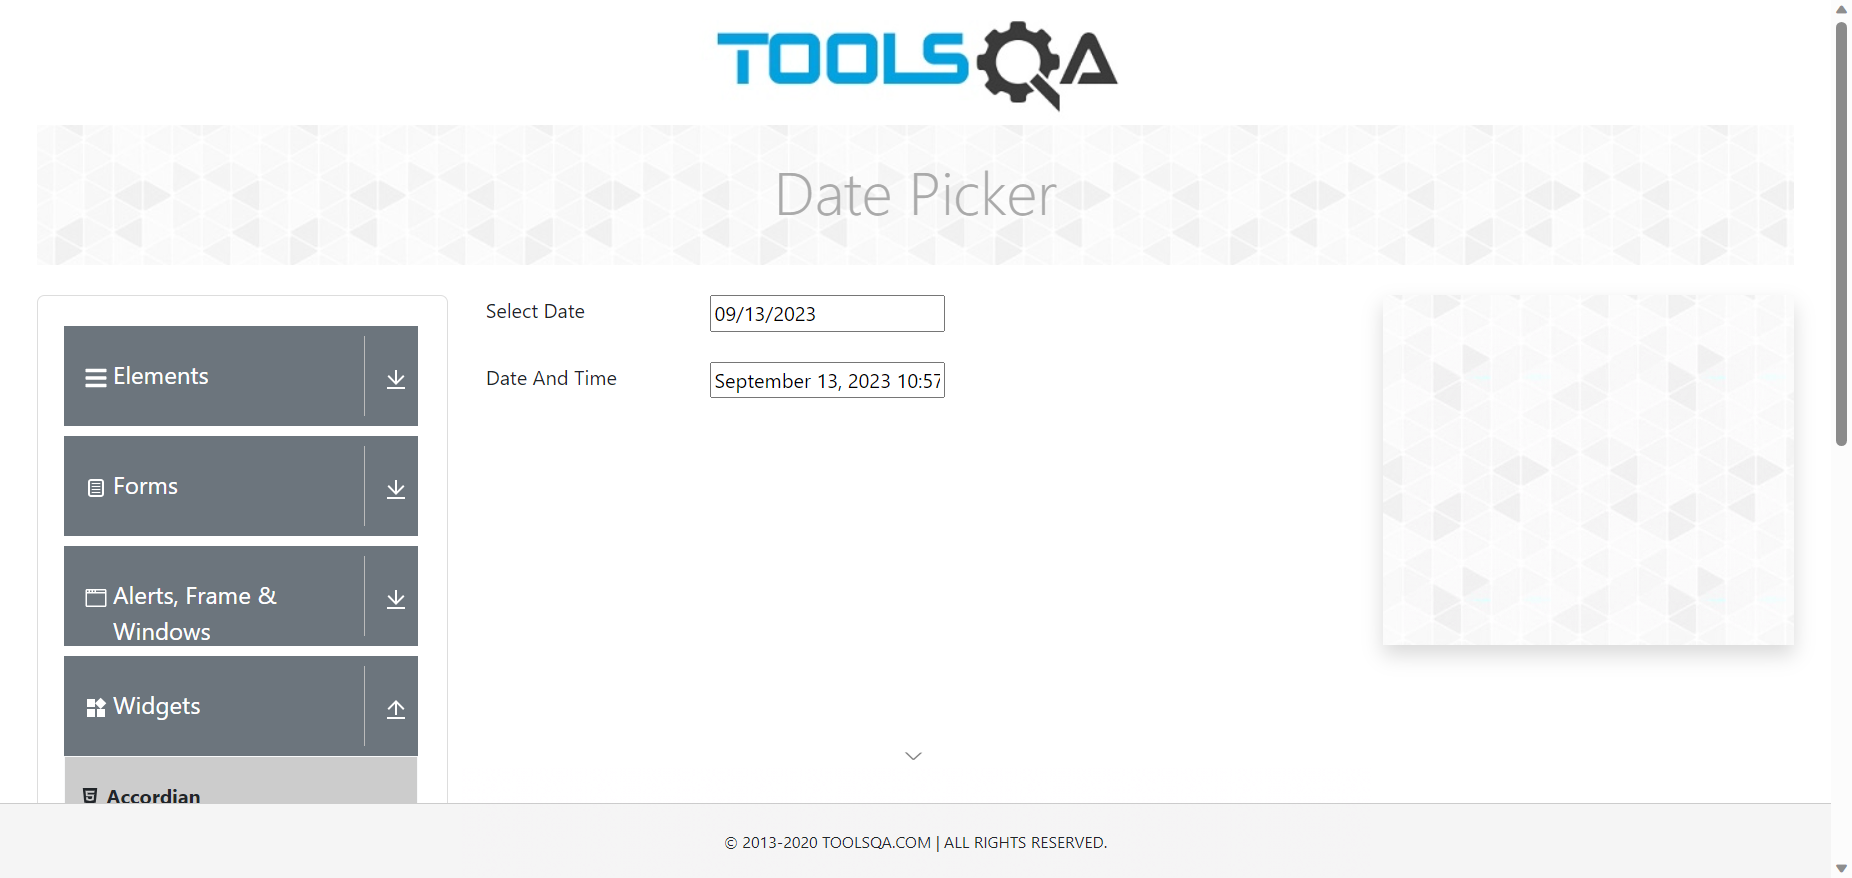 TOOLSQA
Date Picker
Elements
Forms
Alerts, Frame &
Windows
Widgets
Accordian
Select Date
09/13/2023
Date And Time
September 13, 2023 10:57
© 2013-2020 TOOLSQA.COM | ALL RIGHTS RESERVED.